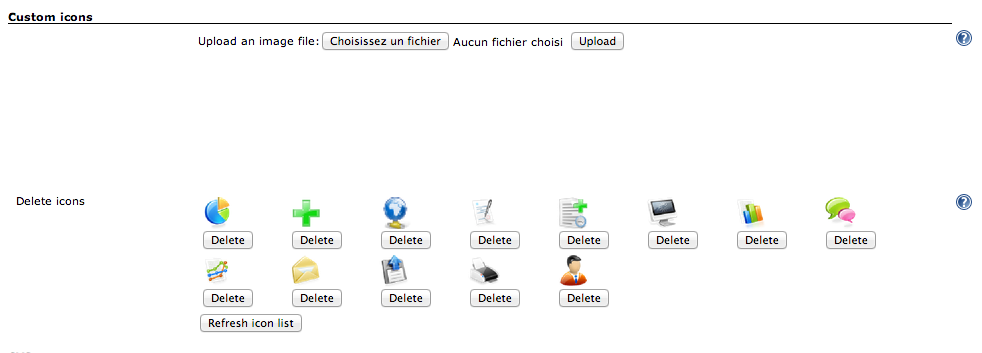 Custom icons
Upload an image file: Choisissez un fichier Aucun fichier choisi Upload
Delete icons
Delete Delete Delete Delete Delete Delete Delete Delete
Delete Delete Delete Delete Delete
Refresh icon list